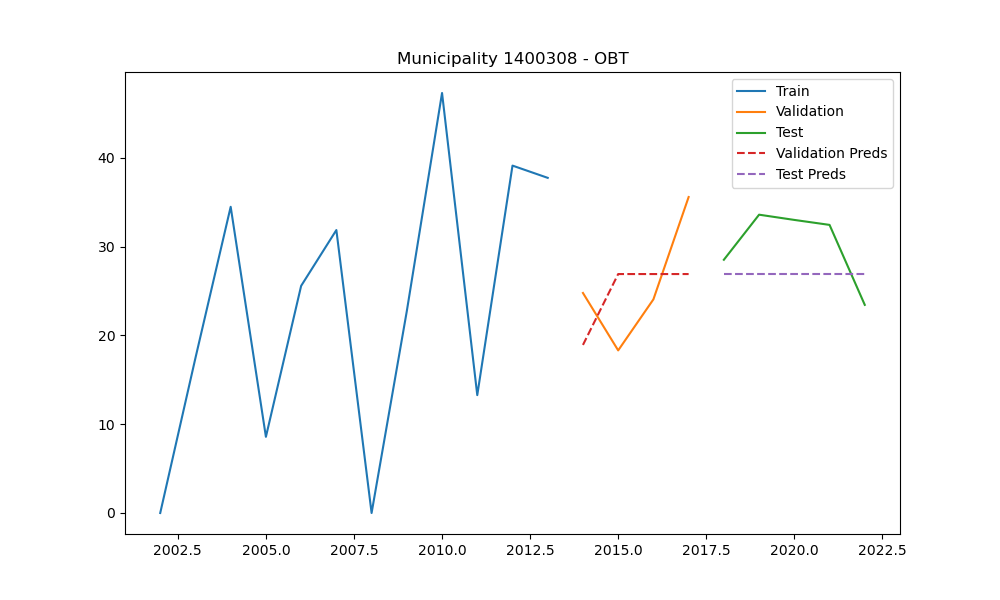 Municipality 1400308 - OBT
Train
Validation
Test
Validation Preds
Test Preds
40
30
20
10
0
2002.5 2005.0 2007.5 2010.0 2012.5 2015.0 2017.5 2020.0 2022.5